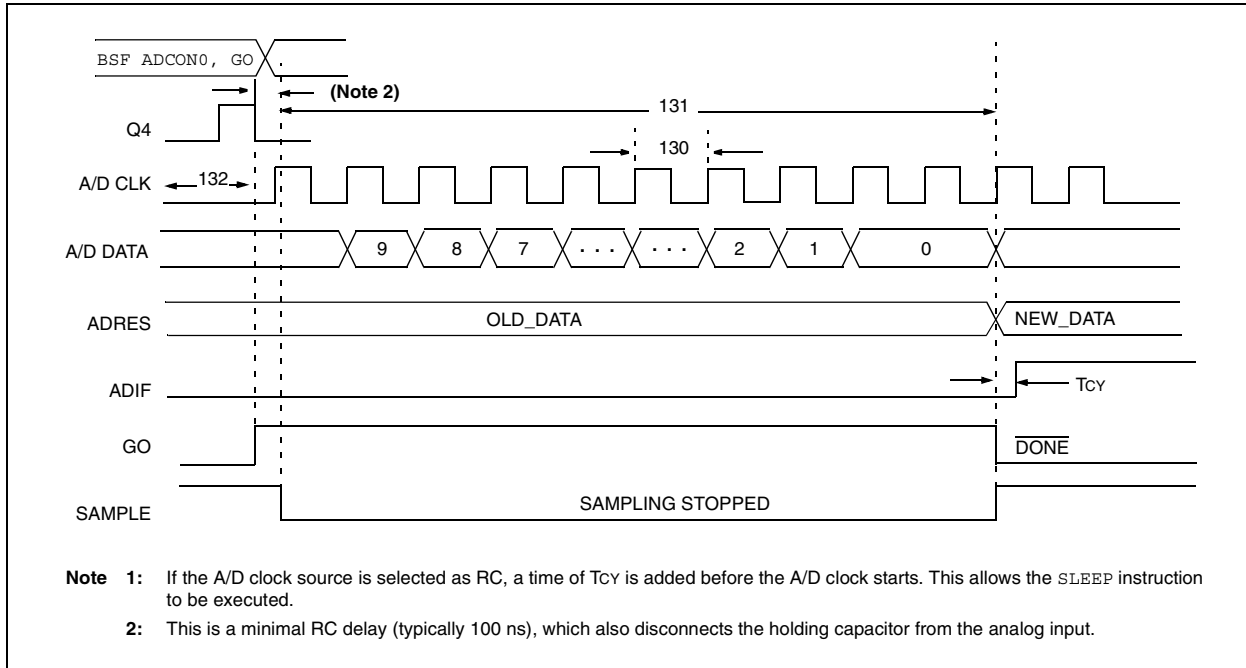 BSF ADCON0, GO
(Note 2)
131
Q4
130
A/D CLK
132
A/D DATA
9 8 7 . . . . . . 2 1 0
ADRES
OLD_DATA
NEW_DATA
ADIF
TCY
GO
DONE
SAMPLE
SAMPLING STOPPED
Note 1: If the A/D clock source is selected as RC, a time of TCY is added before the A/D clock starts. This allows the SLEEP instruction
to be executed.
2: This is a minimal RC delay (typically 100 ns), which also disconnects the holding capacitor from the analog input.